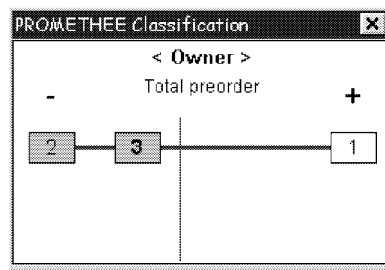 PROMETHEE Classification
< Owner >
Total preorder
- +
2 3 1